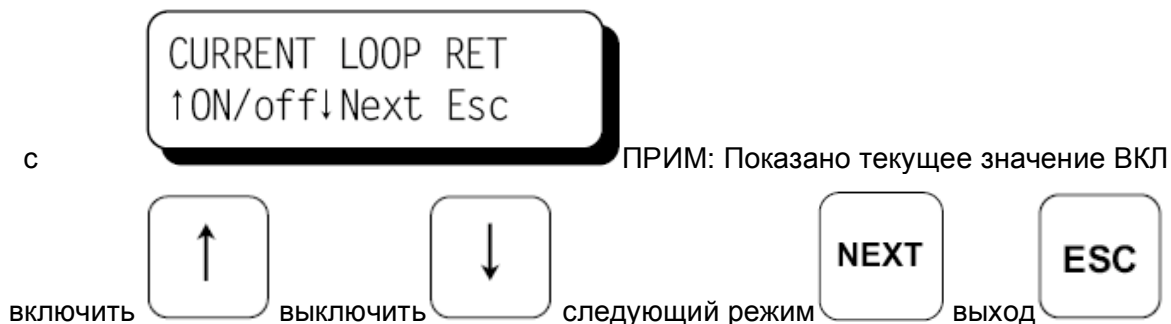 CURRENT LOOP RET
↑ON/off↓Next Esc
с ПРИМ: Показано текущее значение ВКЛ
включить ↑ выключить ↓ следующий режим NEXT выход ESC